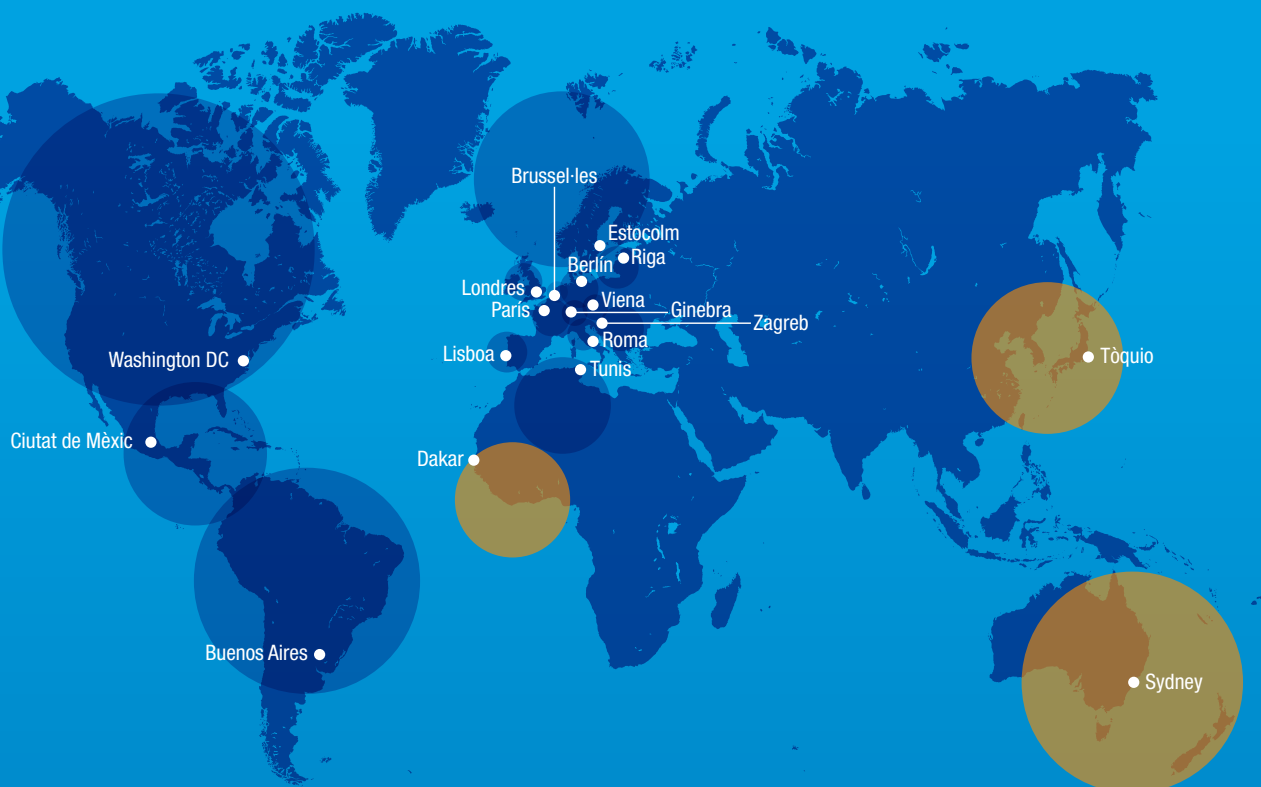 Brussel·les
Estocolm
Riga
Berlín
Londres
Viena
París
Ginebra
Zagreb
Roma
Lisboa
Tunis
Washington DC
Tòquio
Ciutat de Mèxic
Dakar
Buenos Aires
Sydney